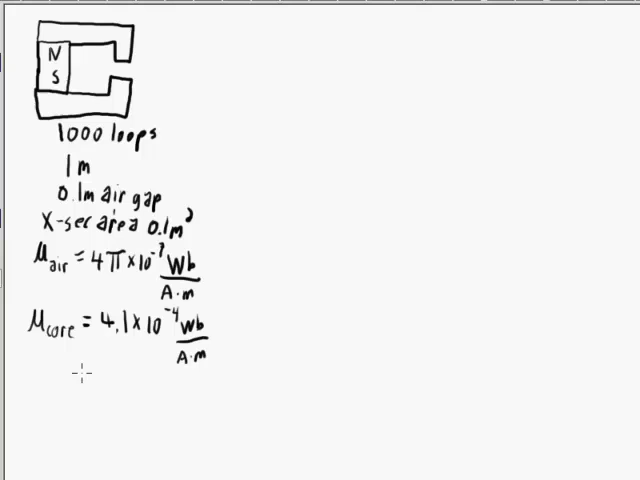 N
S
1000 loops
1m
0.1m air gap
X-sec area 0.1m²
μair = 4π×10⁻⁷ Wb/A·m
μcore = 4.1×10⁻⁴ Wb/A·m